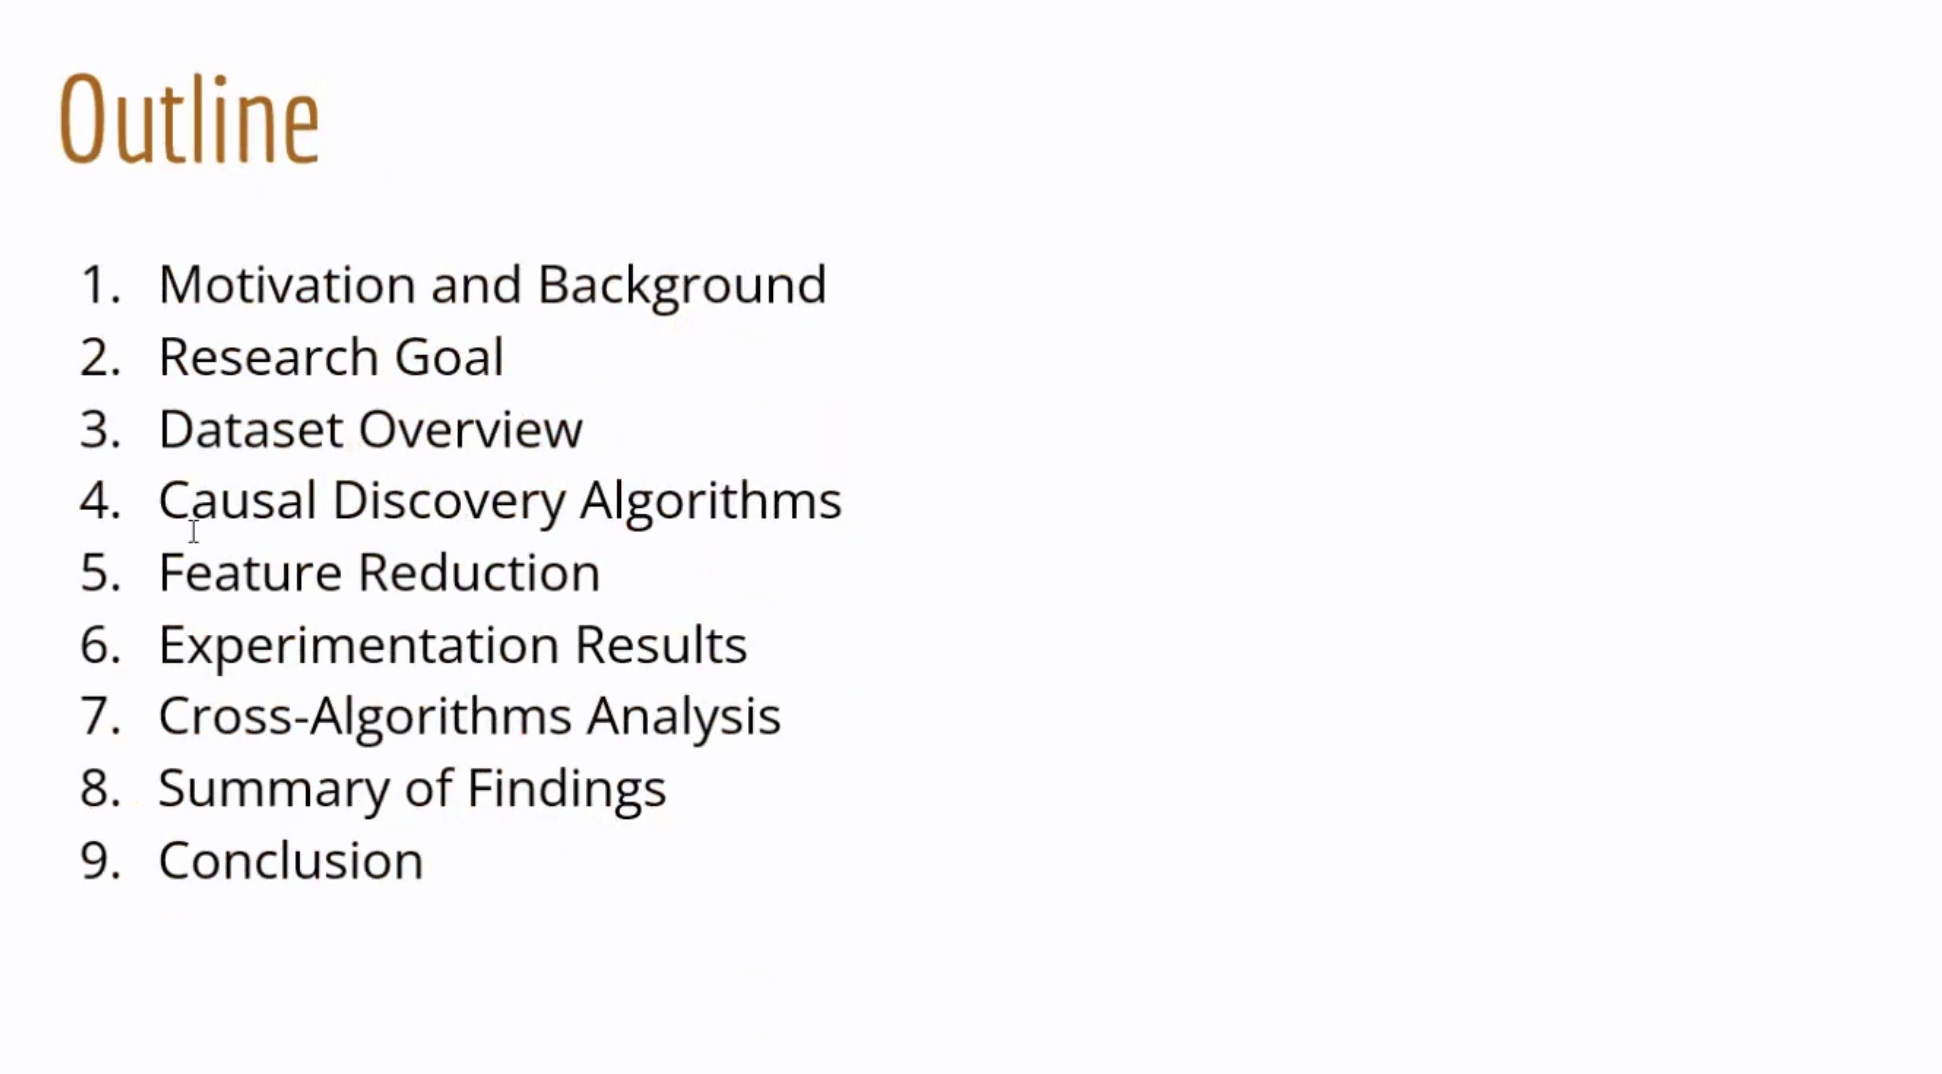 Outline
1. Motivation and Background
2. Research Goal
3. Dataset Overview
4. Causal Discovery Algorithms
5. Feature Reduction
6. Experimentation Results
7. Cross-Algorithms Analysis
8. Summary of Findings
9. Conclusion